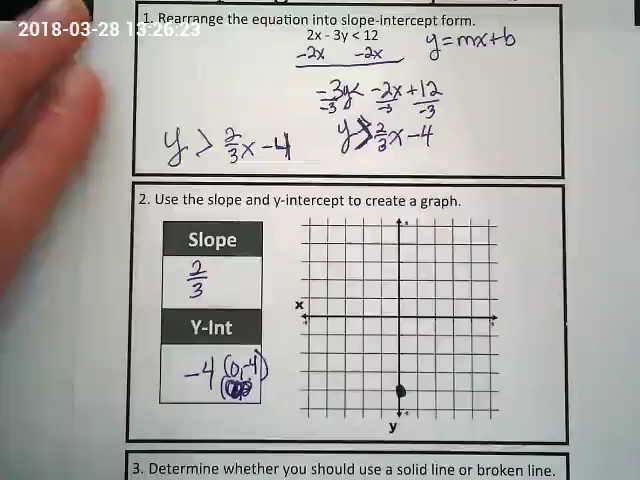 1. Rearrange the equation into slope-intercept form.
2018-03-28 13:26:23
2x - 3y < 12
-2x -2x
y=mx+b
-3y< -2x+12
-3 -3 -3
y > 2/3 x -4
y > 2/3 x -4
2. Use the slope and y-intercept to create a graph.
Slope
2/3
Y-Int
-4 (0,-4)
x
y
3. Determine whether you should use a solid line or broken line.